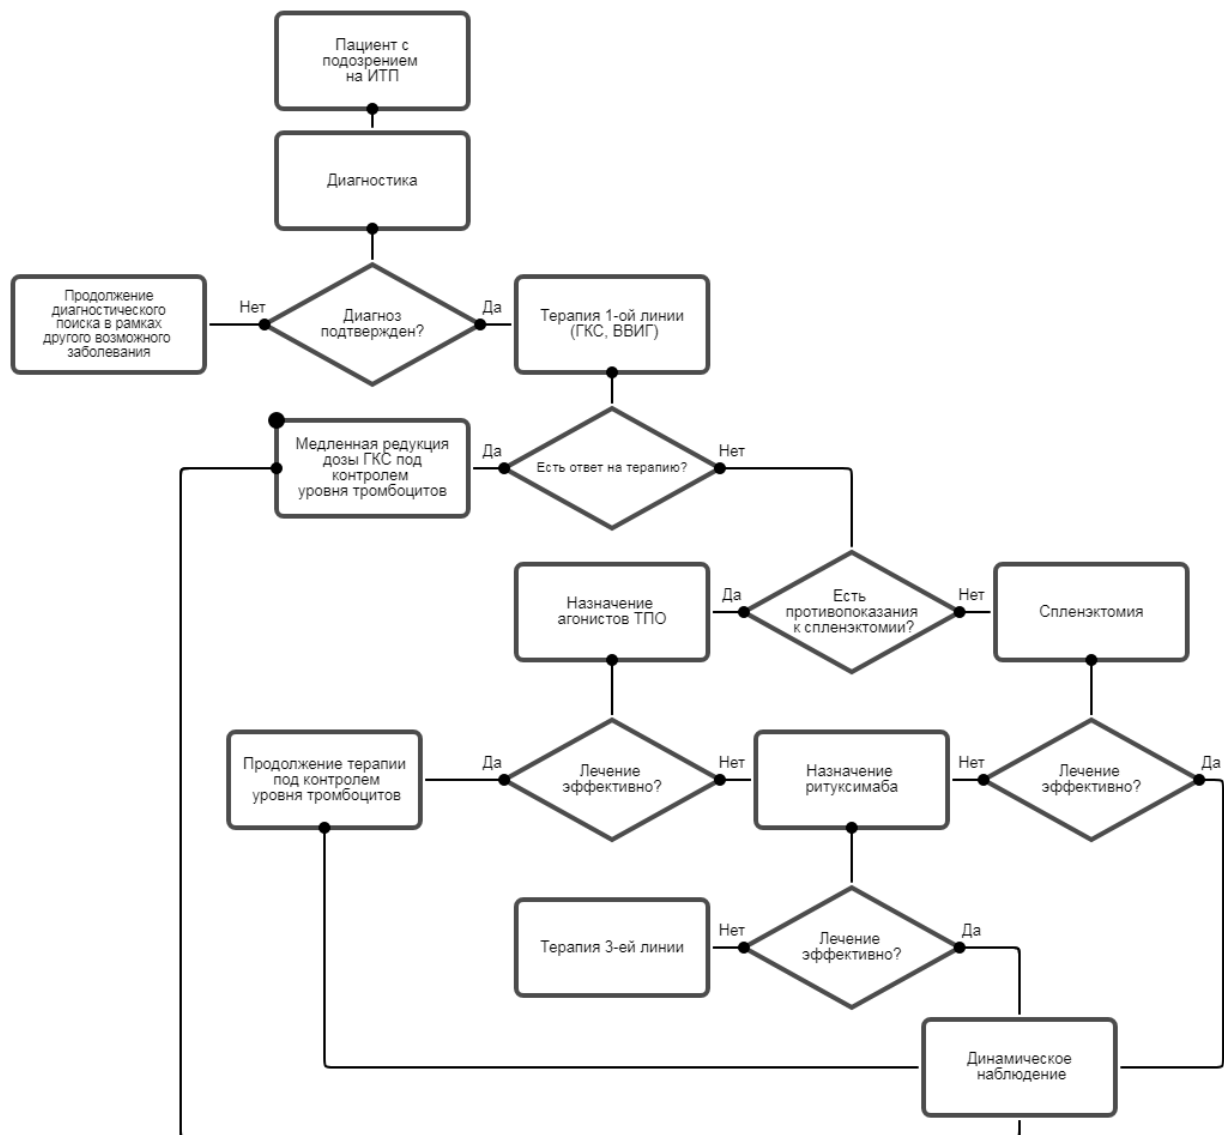 Пациент с
подозрением
на ИТП
Диагностика
Продолжение
диагностического
поиска в рамках
другого возможного
заболевания
Нет
Диагноз
подтвержден?
Да
Терапия 1-ой линии
(ГКС, ВВИГ)
Медленная редукция
дозы ГКС под
контролем
уровня тромбоцитов
Да
Есть ответ на терапию?
Нет
Назначение
агонистов ТПО
Да
Есть
противопоказания
к спленэктомии?
Нет
Спленэктомия
Продолжение терапии
под контролем
уровня тромбоцитов
Да
Лечение
эффективно?
Нет
Назначение
ритуксимаба
Нет
Лечение
эффективно?
Да
Терапия 3-ей линии
Нет
Лечение
эффективно?
Да
Динамическое
наблюдение